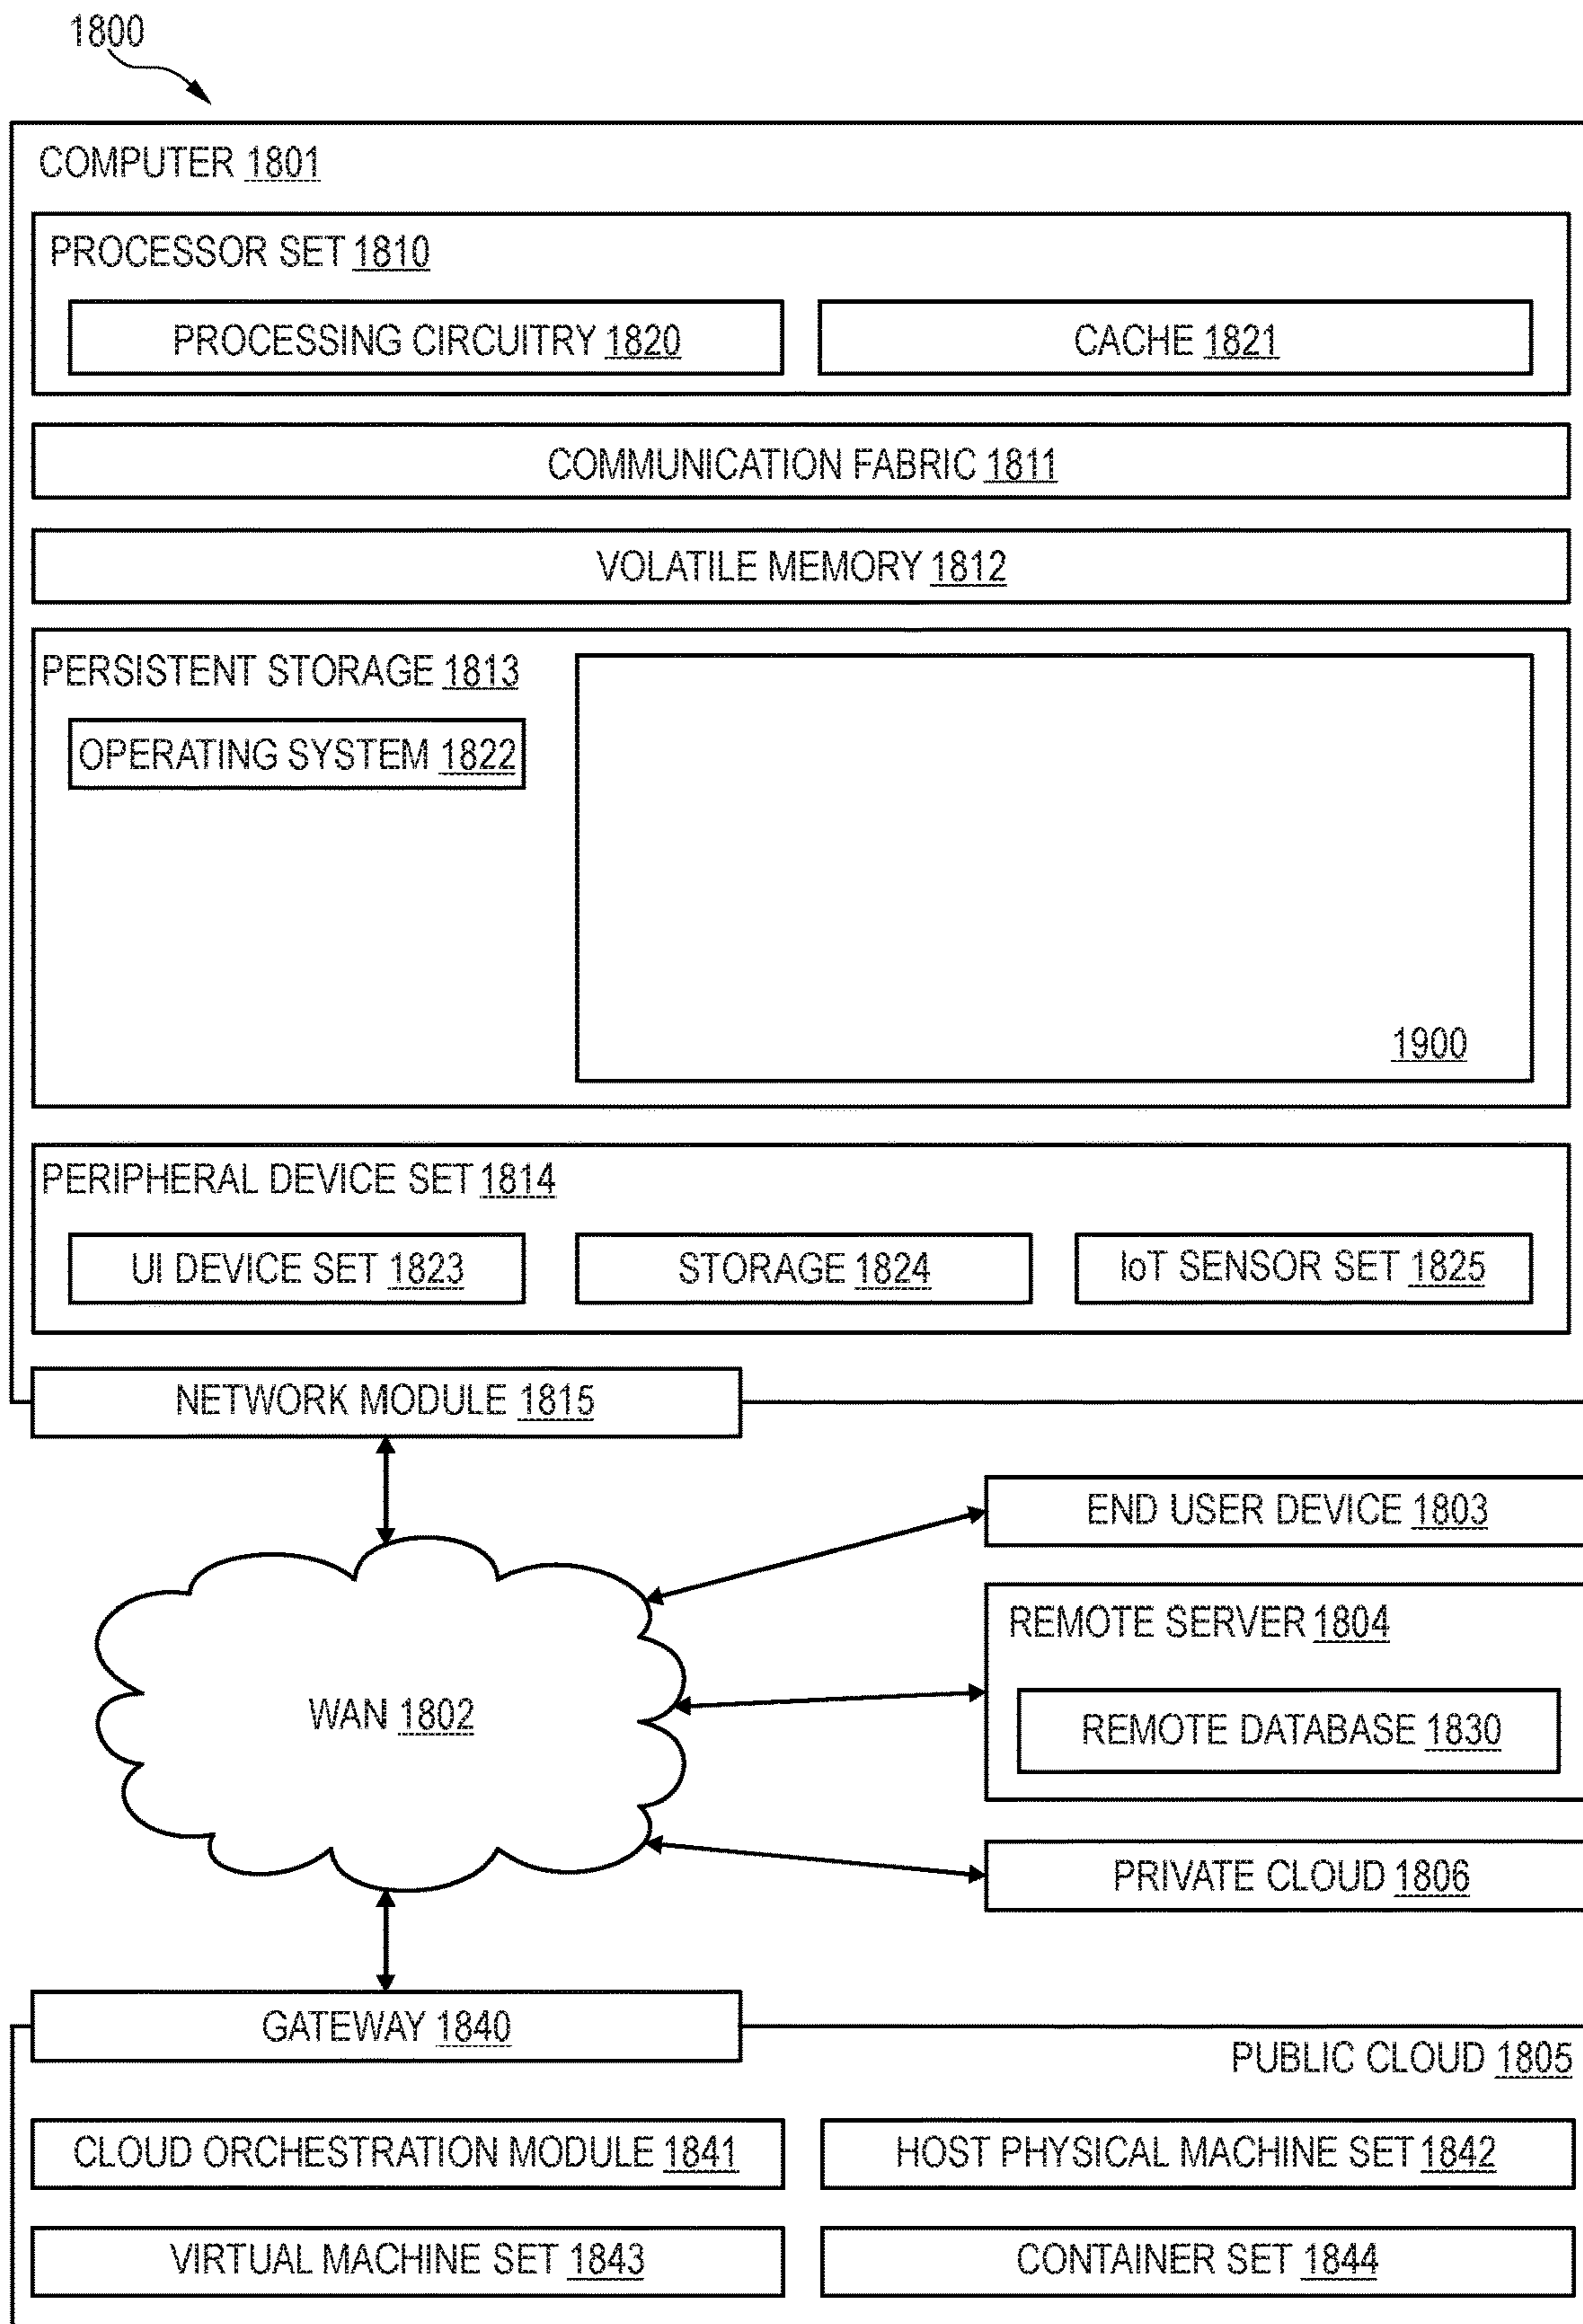 1800
COMPUTER 1801
PROCESSOR SET 1810
PROCESSING CIRCUITRY 1820
CACHE 1821
COMMUNICATION FABRIC 1811
VOLATILE MEMORY 1812
PERSISTENT STORAGE 1813
OPERATING SYSTEM 1822
1900
PERIPHERAL DEVICE SET 1814
UI DEVICE SET 1823
STORAGE 1824
IoT SENSOR SET 1825
NETWORK MODULE 1815
END USER DEVICE 1803
REMOTE SERVER 1804
WAN 1802
REMOTE DATABASE 1830
PRIVATE CLOUD 1806
GATEWAY 1840
PUBLIC CLOUD 1805
CLOUD ORCHESTRATION MODULE 1841
HOST PHYSICAL MACHINE SET 1842
VIRTUAL MACHINE SET 1843
CONTAINER SET 1844